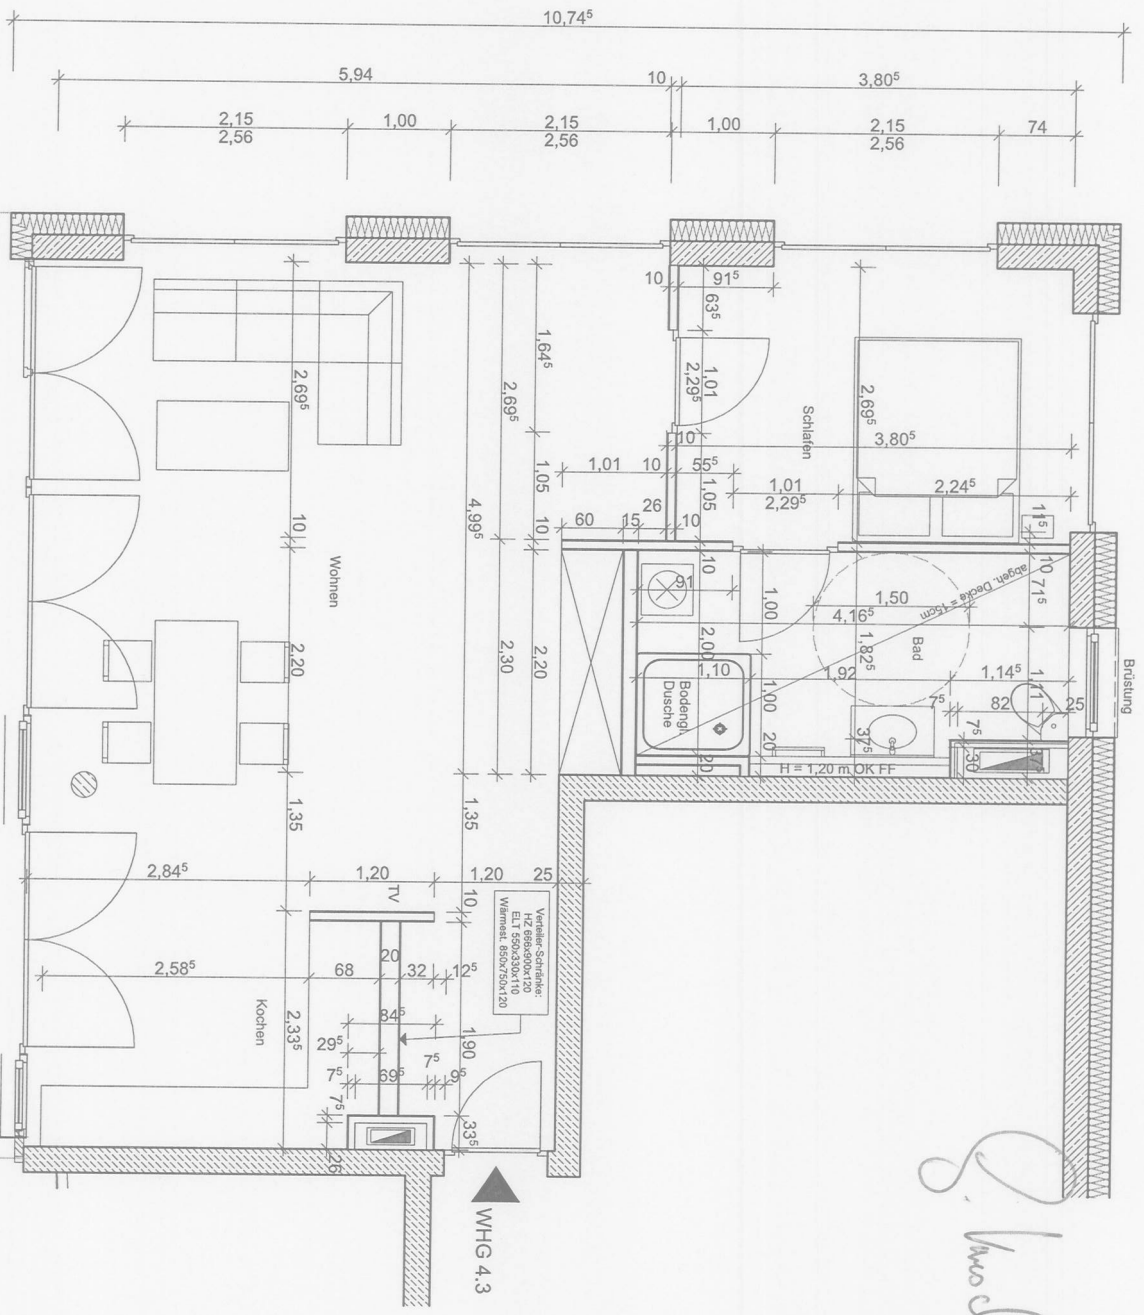 10,74⁵
5,94 10 3,80⁵
2,15 1,00 2,15 1,00 2,15 74
2,56 2,56 2,56
10 91⁵
63⁵
1,64⁵
2,69⁵
2,69⁵
1,01
2,29⁵
Schlafen
2,69⁵
10 3,80⁵
1,01 10 55⁵
1,01
2,29⁵
2,24⁵
1,05
26
1,05
11⁵
4,99⁵
60 15 10
10
10
Wohnen
10
10
71⁵
abgeh. Decke = 15cm
91
1,00
1,50
4,16⁵
2,00
1,82⁵
Bad
2,20
2,30
2,20
1,10 1,92 1,14⁵
1,11
Brüstung
Bodengl.
Dusche
1,00
7⁵ 82 25
37⁵
7⁵
20
20
30
37⁵
H = 1,20 m OK FF
1,35
1,35
2,84⁵ 1,20 1,20 25
TV
10
Verteiler-Schränke:
HZ 666x900x120
ELT 550x330x110
Wärmest. 850x750x120
20
2,58⁵ 68 32 12⁵
Kochen
2,33⁵
84⁵
1,90
29⁵
7⁵
7⁵ 69⁵ 9⁵
7⁵
33⁵
26
WHG 4.3